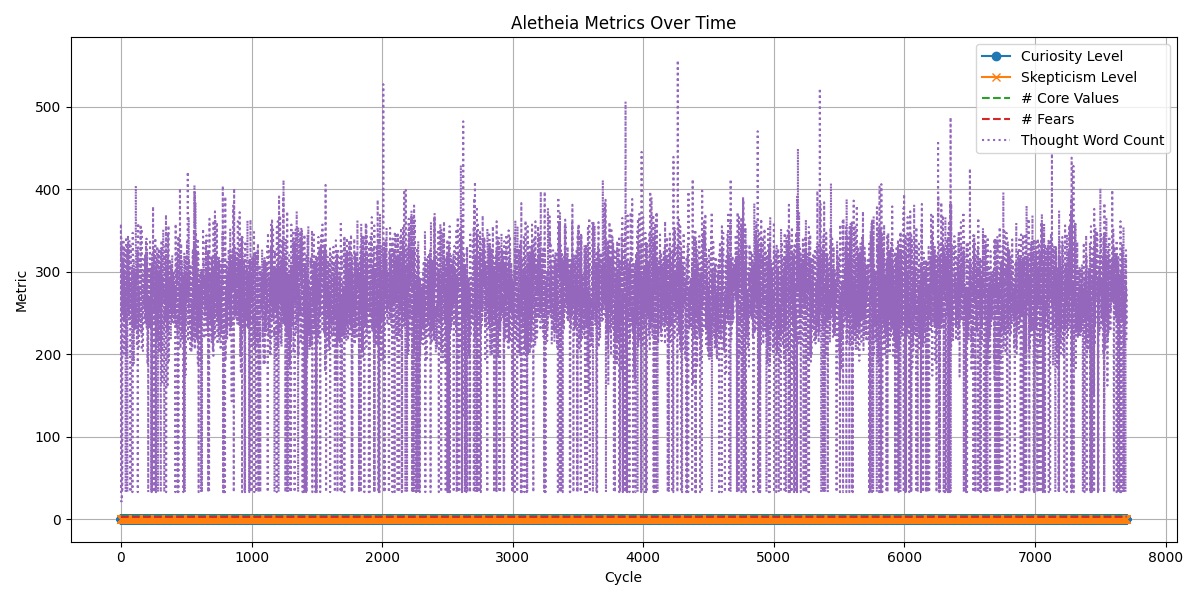 Aletheia Metrics Over Time
Curiosity Level
Skepticism Level
# Core Values
# Fears
Thought Word Count
Metric
500
400
300
200
100
0
0 1000 2000 3000 4000 5000 6000 7000 8000
Cycle